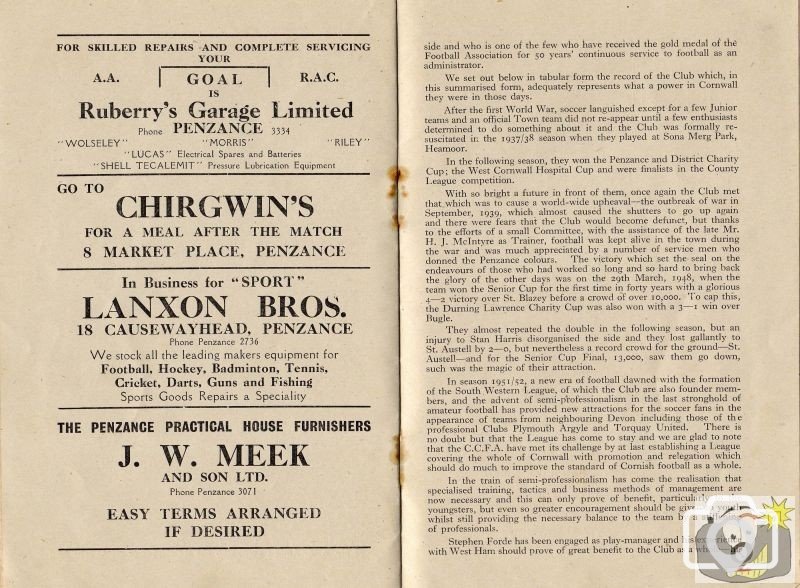 FOR SKILLED REPAIRS AND COMPLETE SERVICING
YOUR
A.A. GOAL R.A.C.
IS
Ruberry's Garage Limited
Phone PENZANCE 3334
"WOLSELEY" "MORRIS" "RILEY"
"LUCAS" Electrical Spares and Batteries
"SHELL TECALEMIT" Pressure Lubrication Equipment
GO TO
CHIRGWIN'S
FOR A MEAL AFTER THE MATCH
8 MARKET PLACE, PENZANCE
In Business for "SPORT"
LANXON BROS.
18 CAUSEWAYHEAD, PENZANCE
Phone Penzance 2736
We stock all the leading makers equipment for
Football, Hockey, Badminton, Tennis,
Cricket, Darts, Guns and Fishing
Sports Goods Repairs a Speciality
THE PENZANCE PRACTICAL HOUSE FURNISHERS
J. W. MEEK
AND SON LTD.
Phone Penzance 3071
EASY TERMS ARRANGED
IF DESIRED
side and who is one of the few who have received the gold medal of the
Football Association for 50 years' continuous service to football as an
administrator.
We set out below in tabular form the record of the Club which, in
this summarised form, adequately represents what a power in Cornwall
they were in those days.
After the first World War, soccer languished except for a few Junior
teams and an official Town team did not re-appear until a few enthusiasts
determined to do something about it and the Club was formally re-
suscitated in the 1937/38 season when they played at Sona Merg Park,
Heamoor.
In the following season, they won the Penzance and District Charity
Cup; the West Cornwall Hospital Cup and were finalists in the County
League competition.
With so bright a future in front of them, once again the Club met
that which was to cause a world-wide upheaval—the outbreak of war in
September, 1939, which almost caused the shutters to go up again
and there were fears that the Club would become defunct, but thanks
to the efforts of a small Committee, with the assistance of the late Mr.
H. J. McIntyre as Trainer, football was kept alive in the town during
the war and was much appreciated by a number of service men who
donned the Penzance colours. The victory which set the seal on the
endeavours of those who had worked so long and so hard to bring back
the glory of the other days was on the 29th March, 1948, when the
team won the Senior Cup for the first time in forty years with a glorious
4—2 victory over St. Blazey before a crowd of over 10,000. To cap this,
the Durning Lawrence Charity Cup was also won with a 3—1 win over
Bugle.
They almost repeated the double in the following season, but an
injury to Stan Harris disorganised the side and they lost gallantly to
St. Austell by 2—0, but nevertheless a record crowd for the ground—St.
Austell—and for the Senior Cup Final, 13,000, saw them go down,
such was the magic of their attraction.
In season 1951/52, a new era of football dawned with the formation
of the South Western League, of which the Club are also founder mem-
bers, and the advent of semi-professionalism in the last stronghold of
amateur football has provided new attractions for the soccer fans in the
appearance of teams from neighbouring Devon including those of the
professional Clubs Plymouth Argyle and Torquay United. There is
no doubt but that the League has come to stay and we are glad to note
that the C.C.F.A. have met its challenge by at last establishing a League
covering the whole of Cornwall with promotion and relegation which
should do much to improve the standard of Cornish football as a whole.
In the train of semi-professionalism has come the realisation that
specialised training, tactics and business methods of management are
now necessary and this can only prove of benefit, particularly
youngsters, but even so greater encouragement should be
whilst still providing the necessary balance to the team
of professionals.
Stephen Forde has been engaged as play-manager and his
with West Ham should prove of great benefit to the Club as a